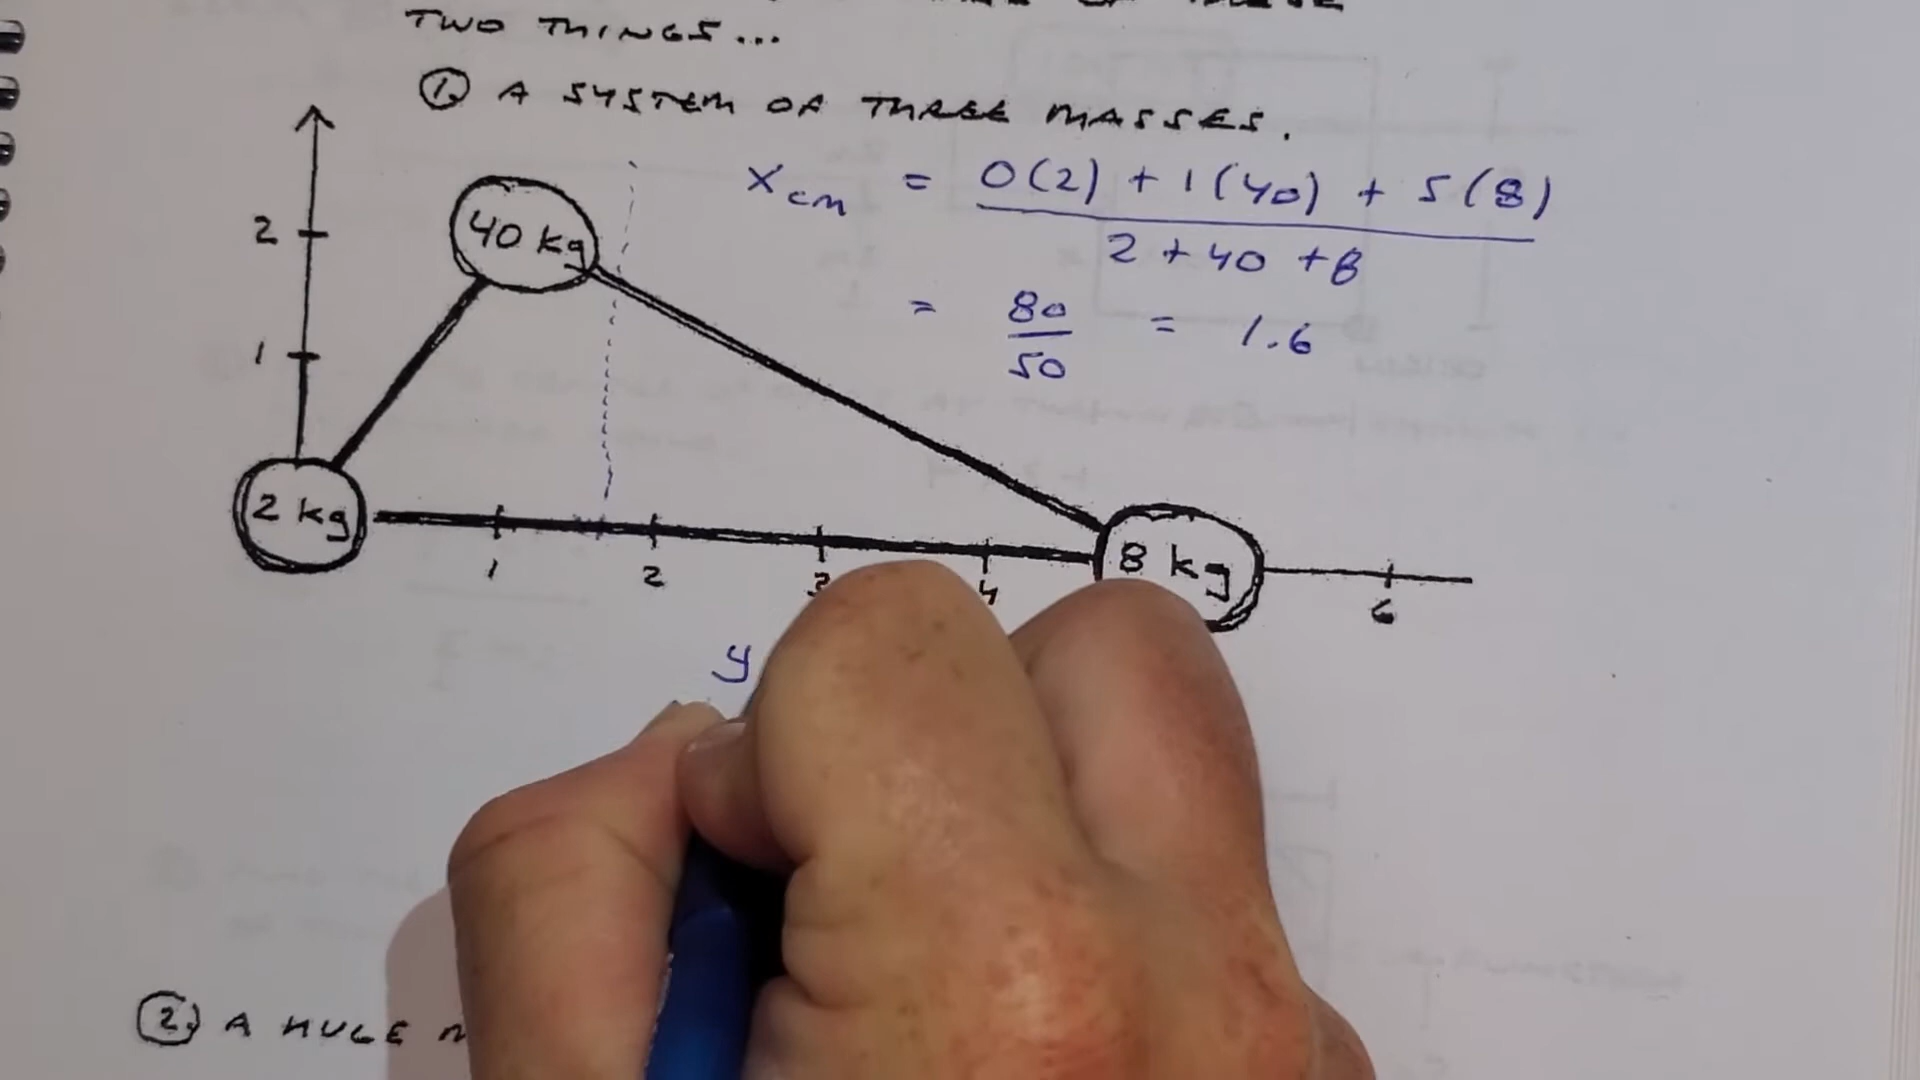 TWO THINGS...
1. A SYSTEM OF THREE MASSES.
x cm = 0(2) + 1(40) + 5(8)
2 + 40 + 8
= 80 = 1.6
50
2
40 kg
1
2 kg
8 kg
1 2 3 4 6
y
2. A HUGE